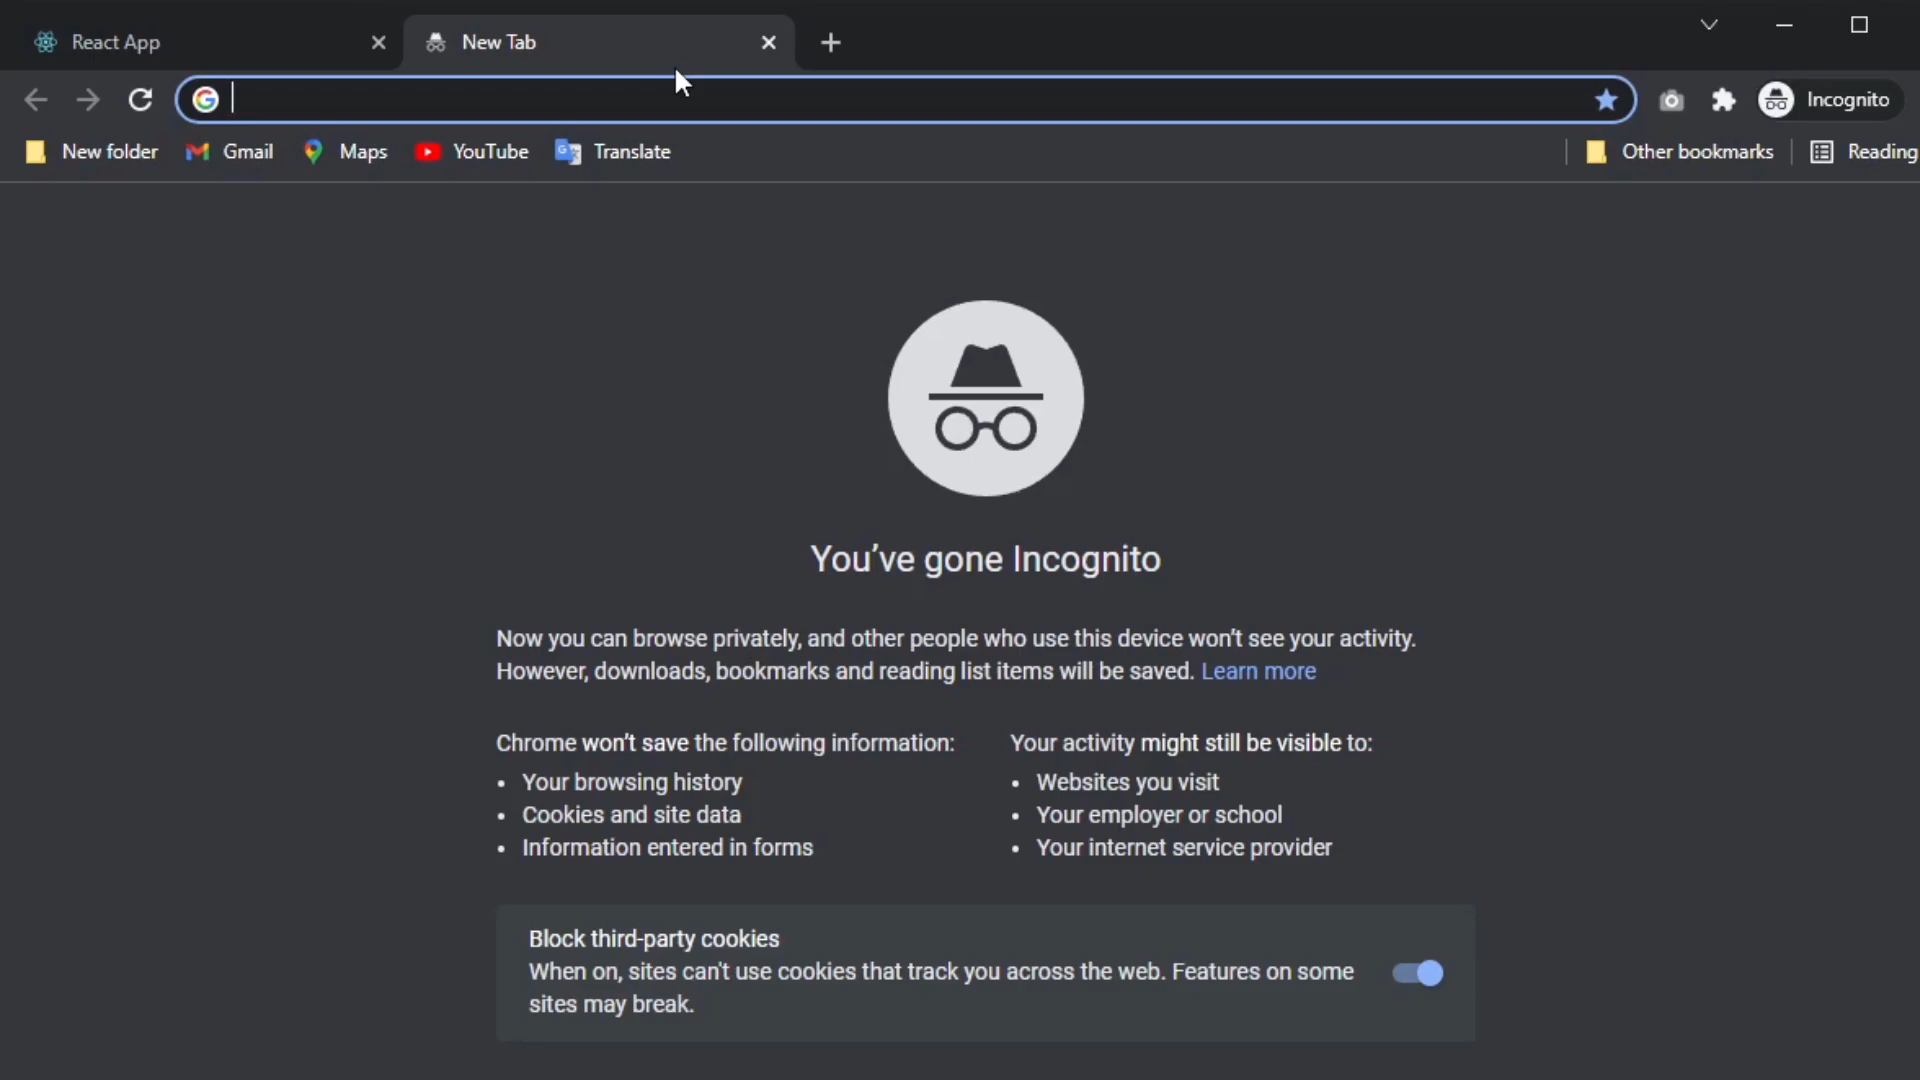 React App
New Tab
Incognito
New folder
Gmail
Maps
YouTube
Translate
Other bookmarks
Reading
You've gone Incognito
Now you can browse privately, and other people who use this device won't see your activity.
However, downloads, bookmarks and reading list items will be saved. Learn more
Chrome won't save the following information:
Your browsing history
Cookies and site data
Information entered in forms
Your activity might still be visible to:
Websites you visit
Your employer or school
Your internet service provider
Block third-party cookies
When on, sites can't use cookies that track you across the web. Features on some
sites may break.